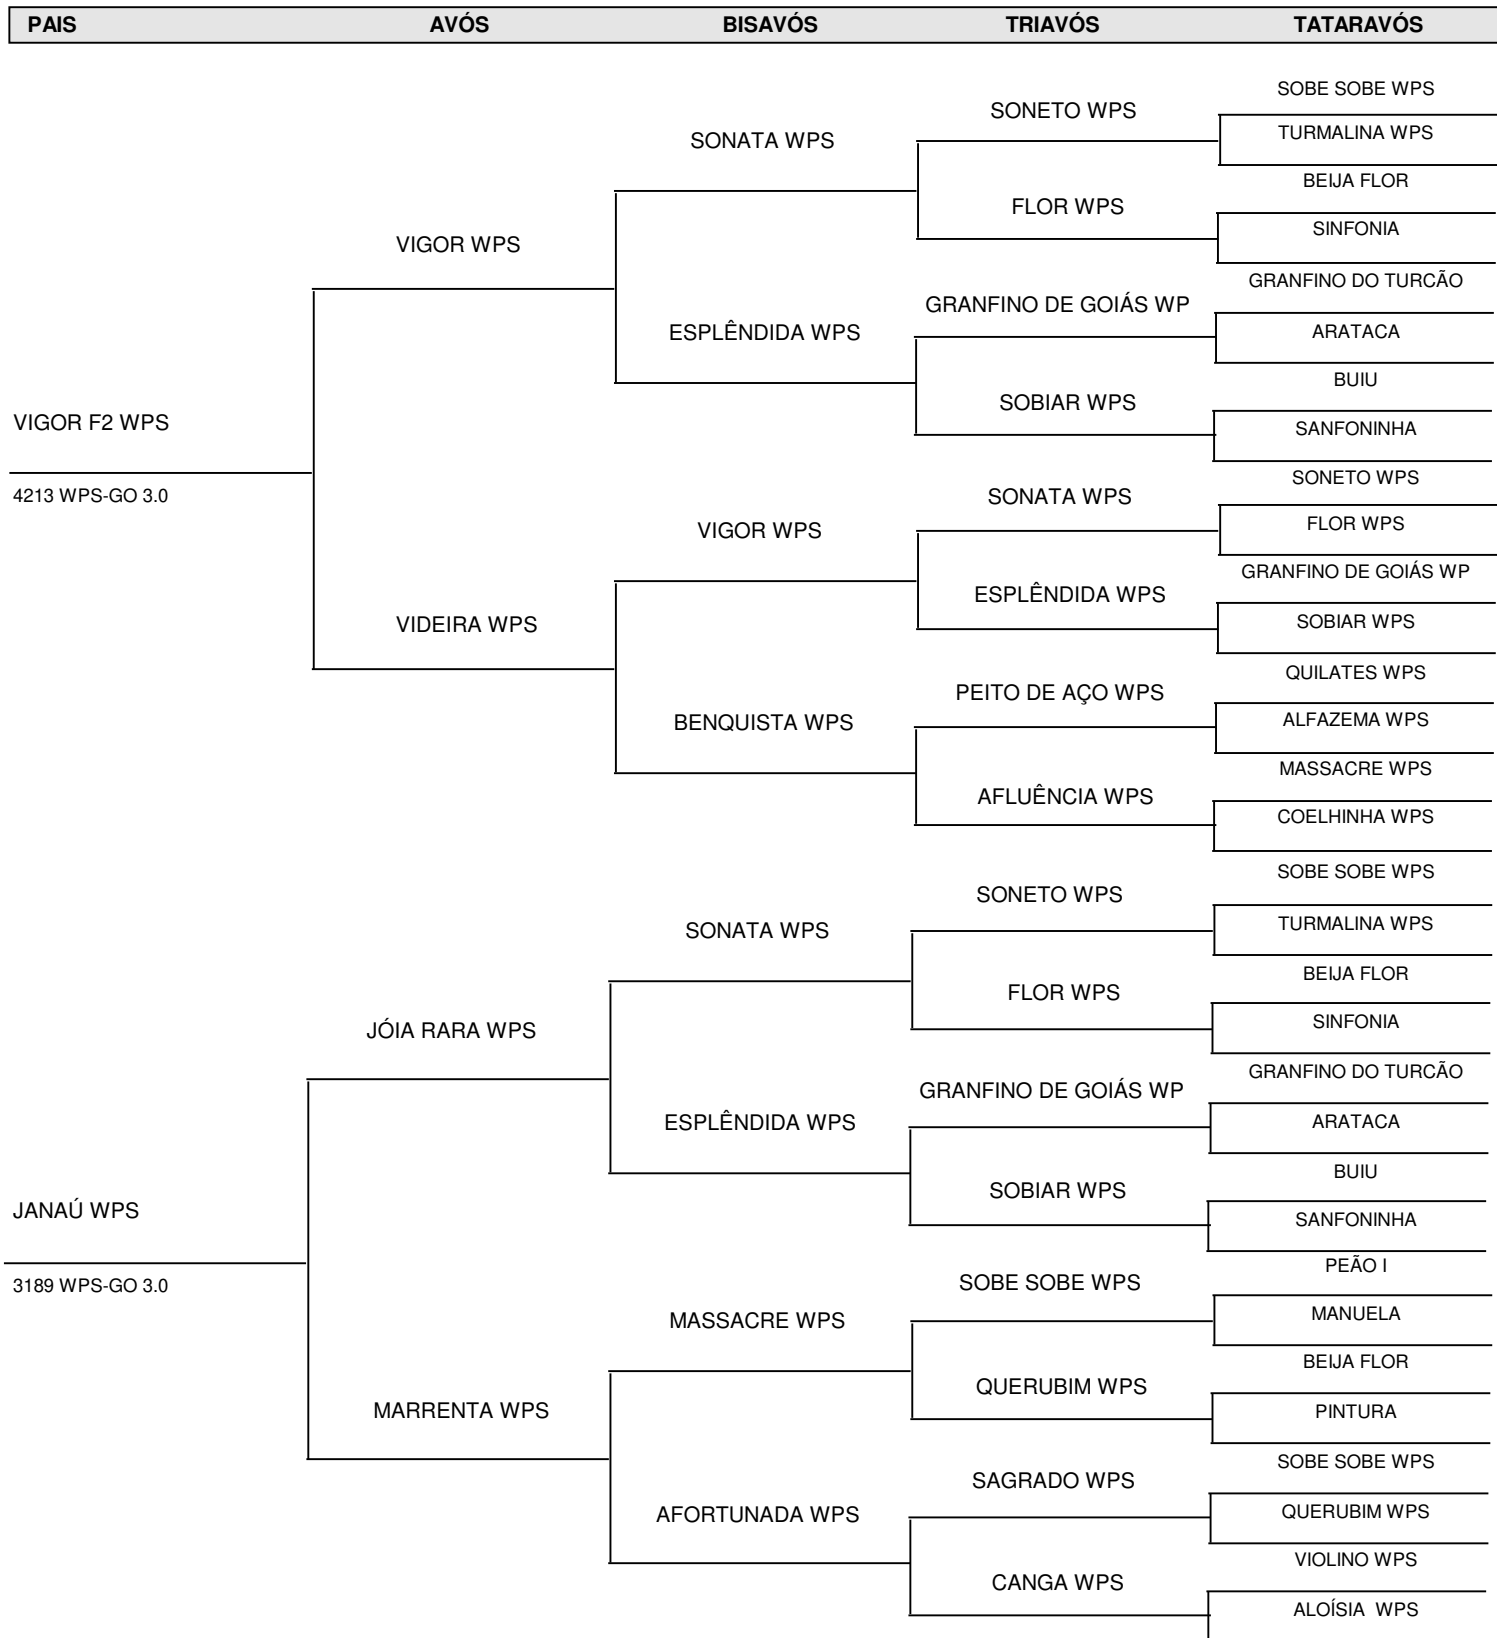 PAIS AVÓS BISAVÓS TRIAVÓS TATARAVÓS
SOBE SOBE WPS
SONETO WPS
TURMALINA WPS
SONATA WPS
BEIJA FLOR
FLOR WPS
SINFONIA
VIGOR WPS
GRANFINO DO TURCÃO
GRANFINO DE GOIÁS WP
ARATACA
ESPLÊNDIDA WPS
BUIU
SOBIAR WPS
SANFONINHA
VIGOR F2 WPS
4213 WPS-GO 3.0
SONETO WPS
SONATA WPS
FLOR WPS
VIGOR WPS
GRANFINO DE GOIÁS WP
ESPLÊNDIDA WPS
SOBIAR WPS
VIDEIRA WPS
QUILATES WPS
PEITO DE AÇO WPS
ALFAZEMA WPS
BENQUISTA WPS
MASSACRE WPS
AFLUÊNCIA WPS
COELHINHA WPS
SOBE SOBE WPS
SONETO WPS
TURMALINA WPS
SONATA WPS
BEIJA FLOR
FLOR WPS
SINFONIA
JÓIA RARA WPS
GRANFINO DO TURCÃO
GRANFINO DE GOIÁS WP
ARATACA
ESPLÊNDIDA WPS
BUIU
SOBIAR WPS
SANFONINHA
JANAÚ WPS
3189 WPS-GO 3.0
PEÃO I
SOBE SOBE WPS
MANUELA
MASSACRE WPS
BEIJA FLOR
QUERUBIM WPS
PINTURA
MARRENTA WPS
SOBE SOBE WPS
SAGRADO WPS
QUERUBIM WPS
AFORTUNADA WPS
VIOLINO WPS
CANGA WPS
ALOÍSIA WPS